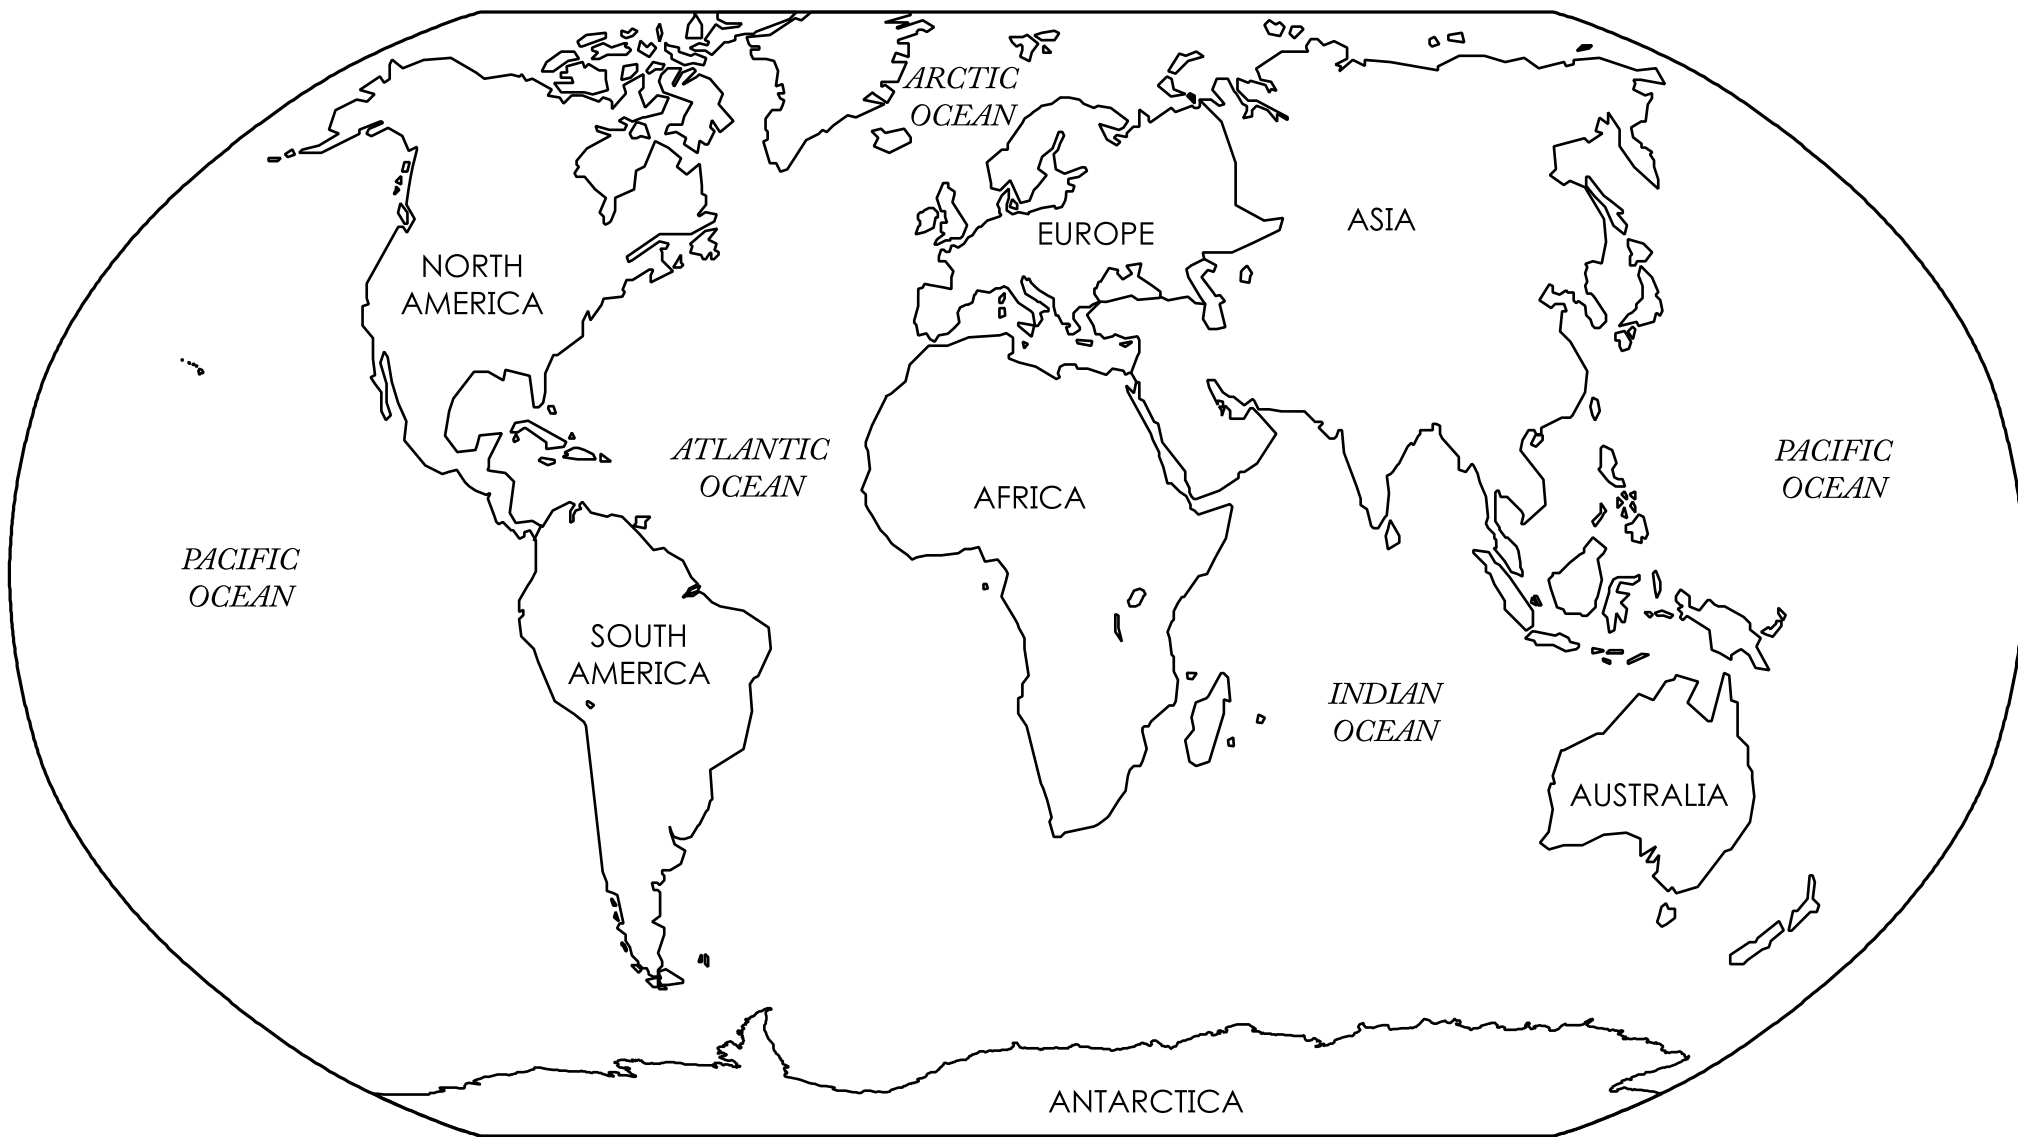 ARCTIC
OCEAN
NORTH
AMERICA
EUROPE
ASIA
ATLANTIC
OCEAN
AFRICA
PACIFIC
OCEAN
PACIFIC
OCEAN
SOUTH
AMERICA
INDIAN
OCEAN
AUSTRALIA
ANTARCTICA